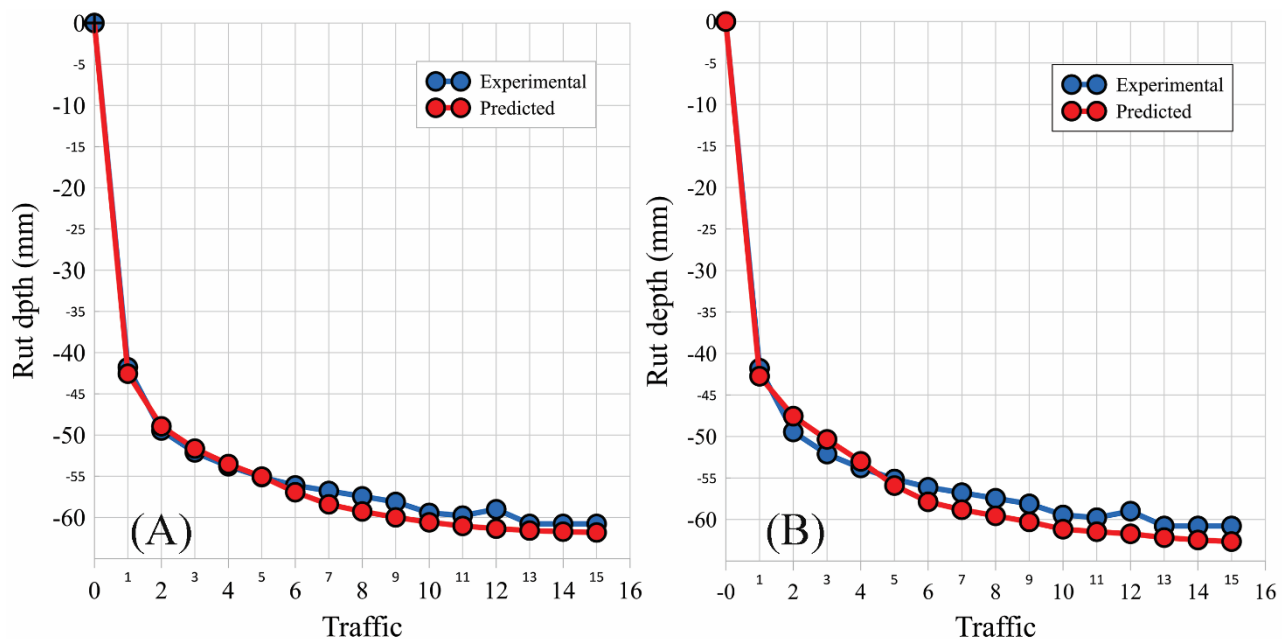 0
-5
-10
-15
-20
-25
-30
-35
-40
-45
-50
-55
-60
Rut dpth (mm)
Experimental
Predicted
(A)
0 1 2 3 4 5 6 7 8 9 10 11 12 13 14 15 16
Traffic
0
-5
-10
-15
-20
-25
-30
-35
-40
-45
-50
-55
-60
Rut depth (mm)
Experimental
Predicted
(B)
-0 1 2 3 4 5 6 7 8 9 10 11 12 13 14 15 16
Traffic